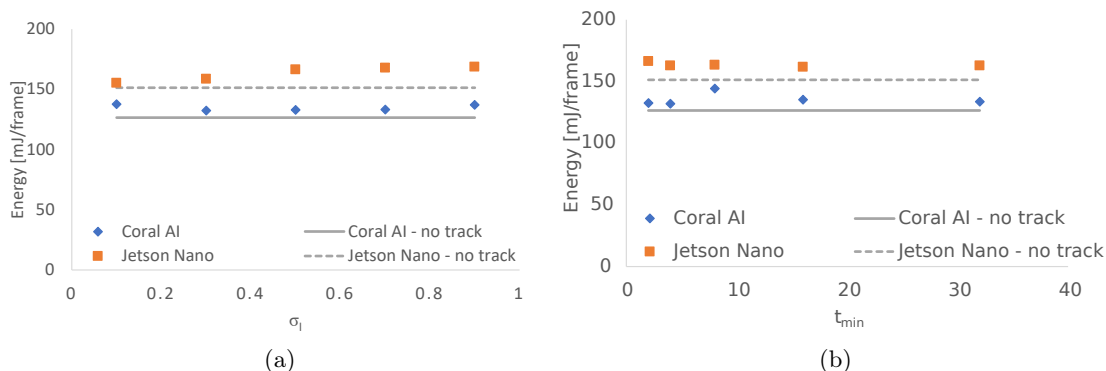 200
150
100
50
0
Energy [mJ/frame]
Coral AI
Coral AI - no track
Jetson Nano
Jetson Nano - no track
0 0.2 0.4 0.6 0.8 1
σl
(a)
200
150
100
50
0
Energy [mJ/frame]
Coral AI
Coral AI - no track
Jetson Nano
Jetson Nano - no track
0 10 20 30 40
tmin
(b)